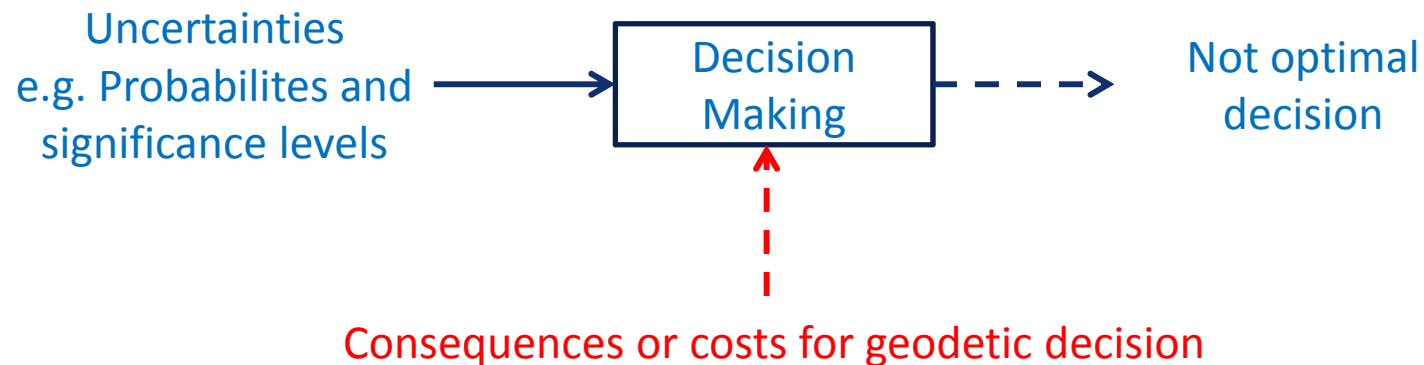 Uncertainties
e.g. Probabilites and
significance levels
Decision
Making
Not optimal
decision
Consequences or costs for geodetic decision